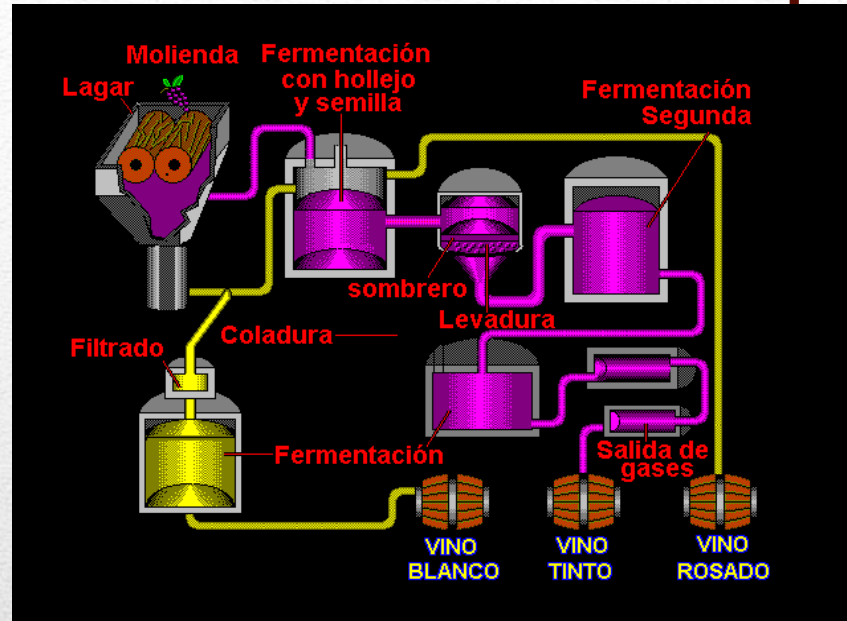 Molienda
Lagar
Fermentación
con hollejo
y semilla
Fermentación
Segunda
sombrero
Levadura
Coladura
Filtrado
Fermentación
Salida de
gases
VINO
BLANCO
VINO
TINTO
VINO
ROSADO